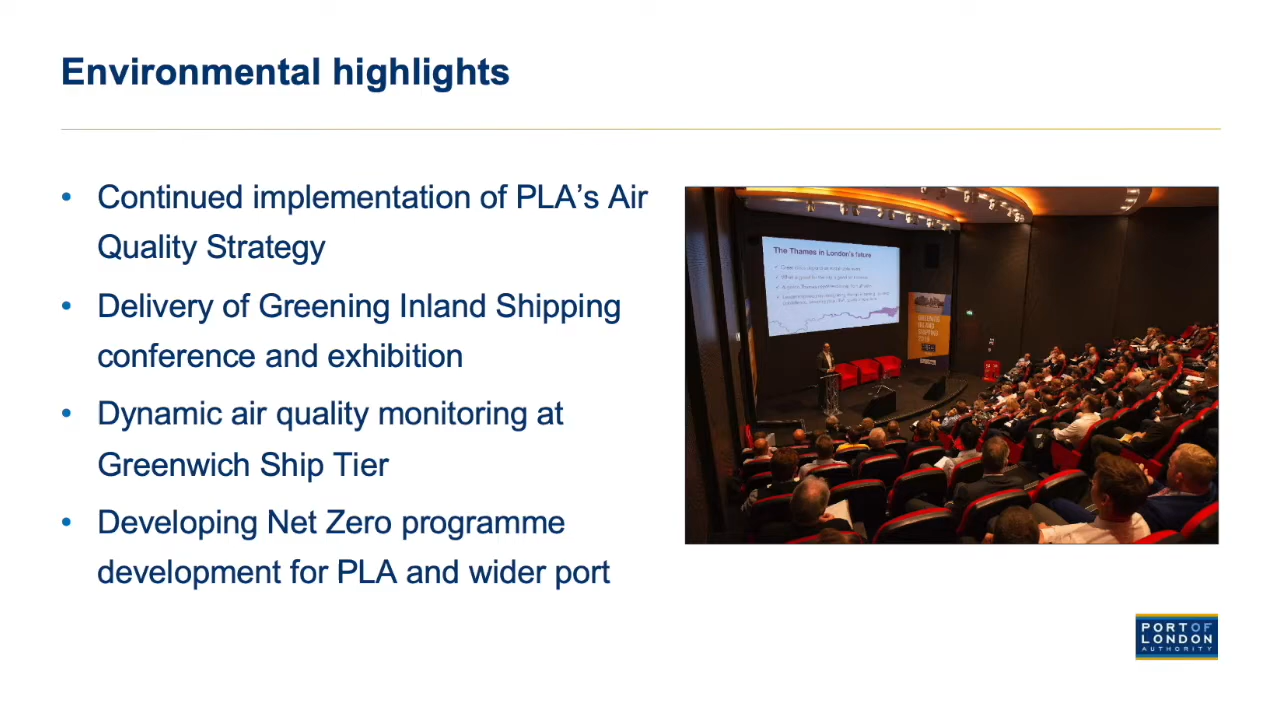 Environmental highlights
• Continued implementation of PLA’s Air
Quality Strategy
• Delivery of Greening Inland Shipping
conference and exhibition
• Dynamic air quality monitoring at
Greenwich Ship Tier
• Developing Net Zero programme
development for PLA and wider port
The Thames in London's future
PORT OF
LONDON
AUTHORITY